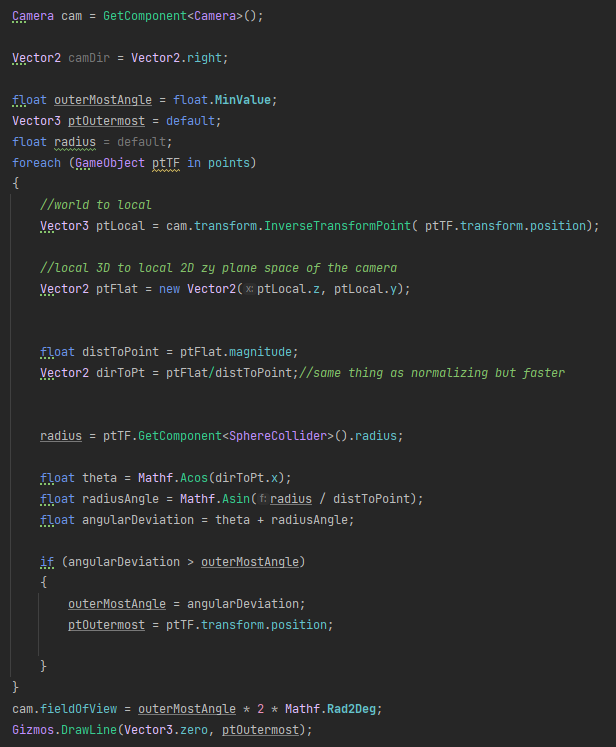 Camera cam = GetComponent<Camera>();
Vector2 camDir = Vector2.right;
float outerMostAngle = float.MinValue;
Vector3 ptOutermost = default;
float radius = default;
foreach (GameObject ptTF in points)
{
//world to local
Vector3 ptLocal = cam.transform.InverseTransformPoint( ptTF.transform.position);
//local 3D to local 2D zy plane space of the camera
Vector2 ptFlat = new Vector2(x: ptLocal.z, ptLocal.y);
float distToPoint = ptFlat.magnitude;
Vector2 dirToPt = ptFlat/distToPoint;//same thing as normalizing but faster
radius = ptTF.GetComponent<SphereCollider>().radius;
float theta = Mathf.Acos(dirToPt.x);
float radiusAngle = Mathf.Asin(f: radius / distToPoint);
float angularDeviation = theta + radiusAngle;
if (angularDeviation > outerMostAngle)
{
outerMostAngle = angularDeviation;
ptOutermost = ptTF.transform.position;
}
}
cam.fieldOfView = outerMostAngle * 2 * Mathf.Rad2Deg;
Gizmos.DrawLine(Vector3.zero, ptOutermost);